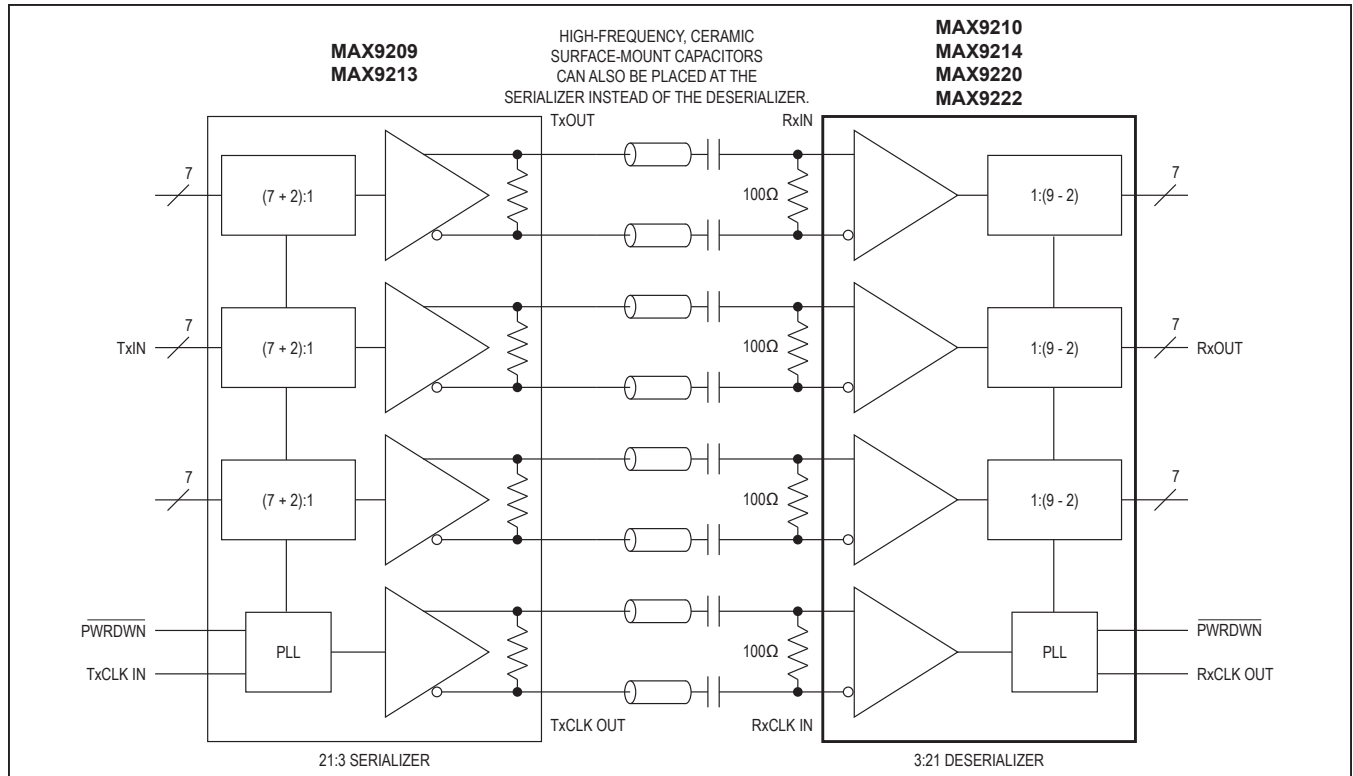 MAX9209
MAX9213
HIGH-FREQUENCY, CERAMIC
SURFACE-MOUNT CAPACITORS
CAN ALSO BE PLACED AT THE
SERIALIZER INSTEAD OF THE DESERIALIZER.
MAX9210
MAX9214
MAX9220
MAX9222
TxOUT
RxIN
7
(7 + 2):1
100Ω
1:(9 - 2)
7
TxIN
7
(7 + 2):1
100Ω
1:(9 - 2)
7
RxOUT
7
(7 + 2):1
100Ω
1:(9 - 2)
7
PWRDWN
TxCLK IN
PLL
100Ω
PLL
PWRDWN
RxCLK OUT
TxCLK OUT
RxCLK IN
21:3 SERIALIZER
3:21 DESERIALIZER